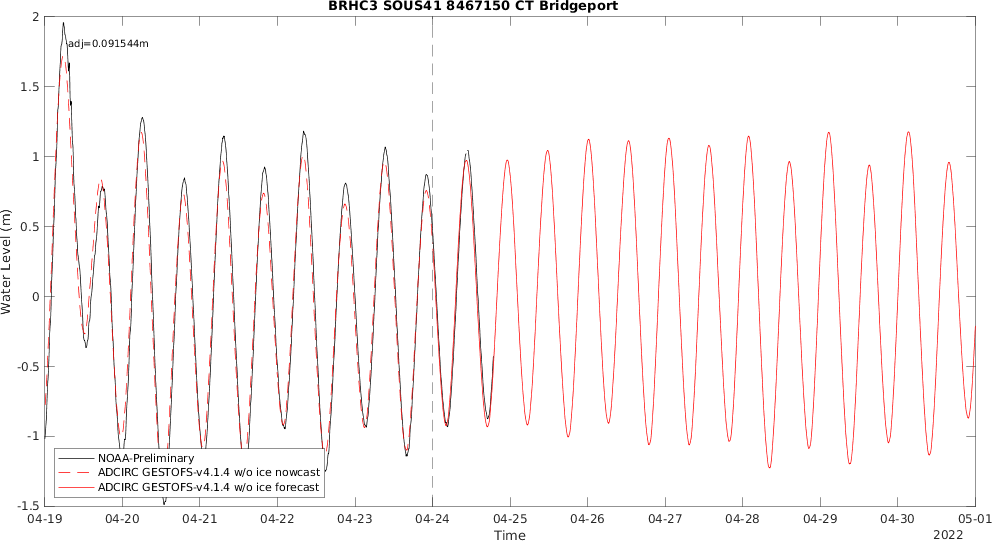 BRHC3 SOUS41 8467150 CT Bridgeport
adj=0.091544m
Water Level (m)
2
1.5
1
0.5
0
-0.5
-1
-1.5
NOAA-Preliminary
ADCIRC GESTOFS-v4.1.4 w/o ice nowcast
ADCIRC GESTOFS-v4.1.4 w/o ice forecast
04-19 04-20 04-21 04-22 04-23 04-24 04-25 04-26 04-27 04-28 04-29 04-30 05-01
Time
2022